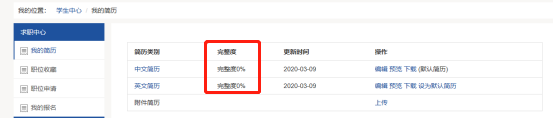 我的位置： 学生中心 / 我的简历
求职中心
我的简历
职位收藏
职位申请
我的报名
简历类别 完整度 更新时间 操作
中文简历 完整度0% 2020-03-09 编辑 预览 下载 (默认简历)
英文简历 完整度0% 2020-03-09 编辑 预览 下载 设为默认简历
附件简历 上传